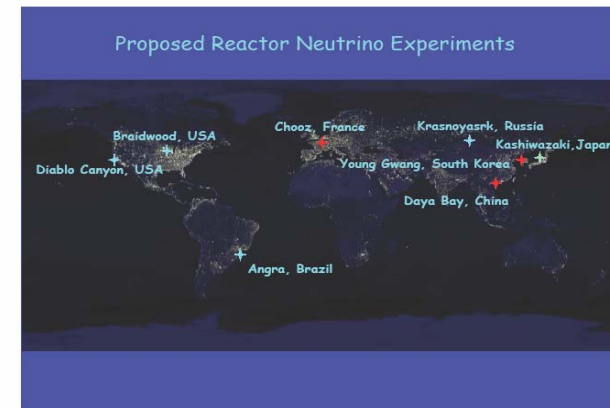 Proposed Reactor Neutrino Experiments
Chooz, France
Krasnoyasrk, Russia
Braidwood, USA
Kashiwazaki,Japan
Young Gwang, South Korea
Diablo Canyon, USA
Daya Bay, China
Angra, Brazil